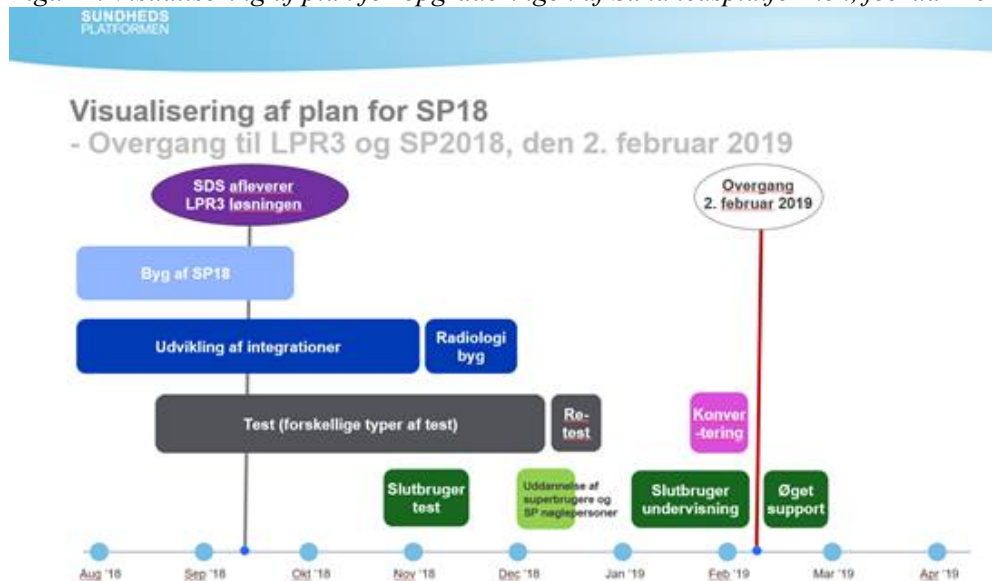 SUNDHEDS
PLATFORMEN
Visualisering af plan for SP18
- Overgang til LPR3 og SP2018, den 2. februar 2019
SDS afleverer
LPR3 løsningen
Overgang
2. februar 2019
Byg af SP18
Udvikling af integrationer
Radiologi
byg
Test (forskellige typer af test)
Re-
test
Konver
-tering
Slutbruger
test
Uddannelse af
superbrugere og
SP nøglepersoner
Slutbruger
undervisning
Øget
support
Aug '18
Sep '18
Okt '18
Nov '18
Dec '18
Jan '19
Feb '19
Mar '19
Apr '19